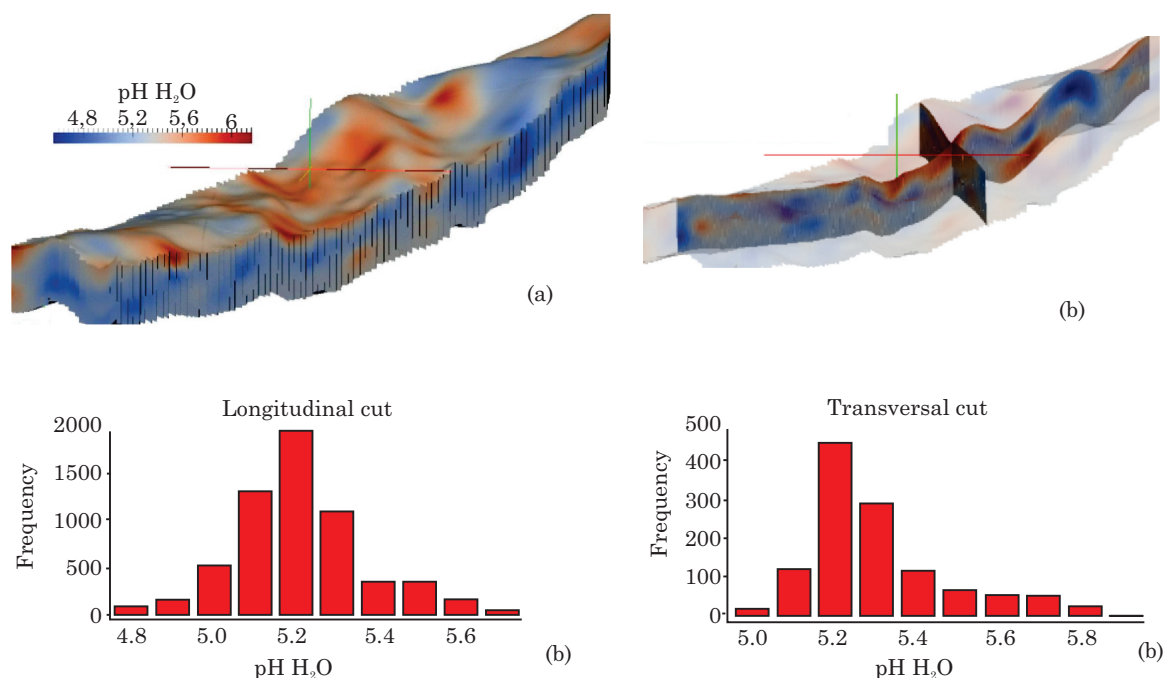 pH H₂O
4,8 5,2 5,6 6
(a)
(b)
Longitudinal cut
2000
1500
1000
500
0
Frequency
4.8 5.0 5.2 5.4 5.6
pH H₂O
(b)
Transversal cut
500
400
300
200
100
0
Frequency
5.0 5.2 5.4 5.6 5.8
pH H₂O
(b)